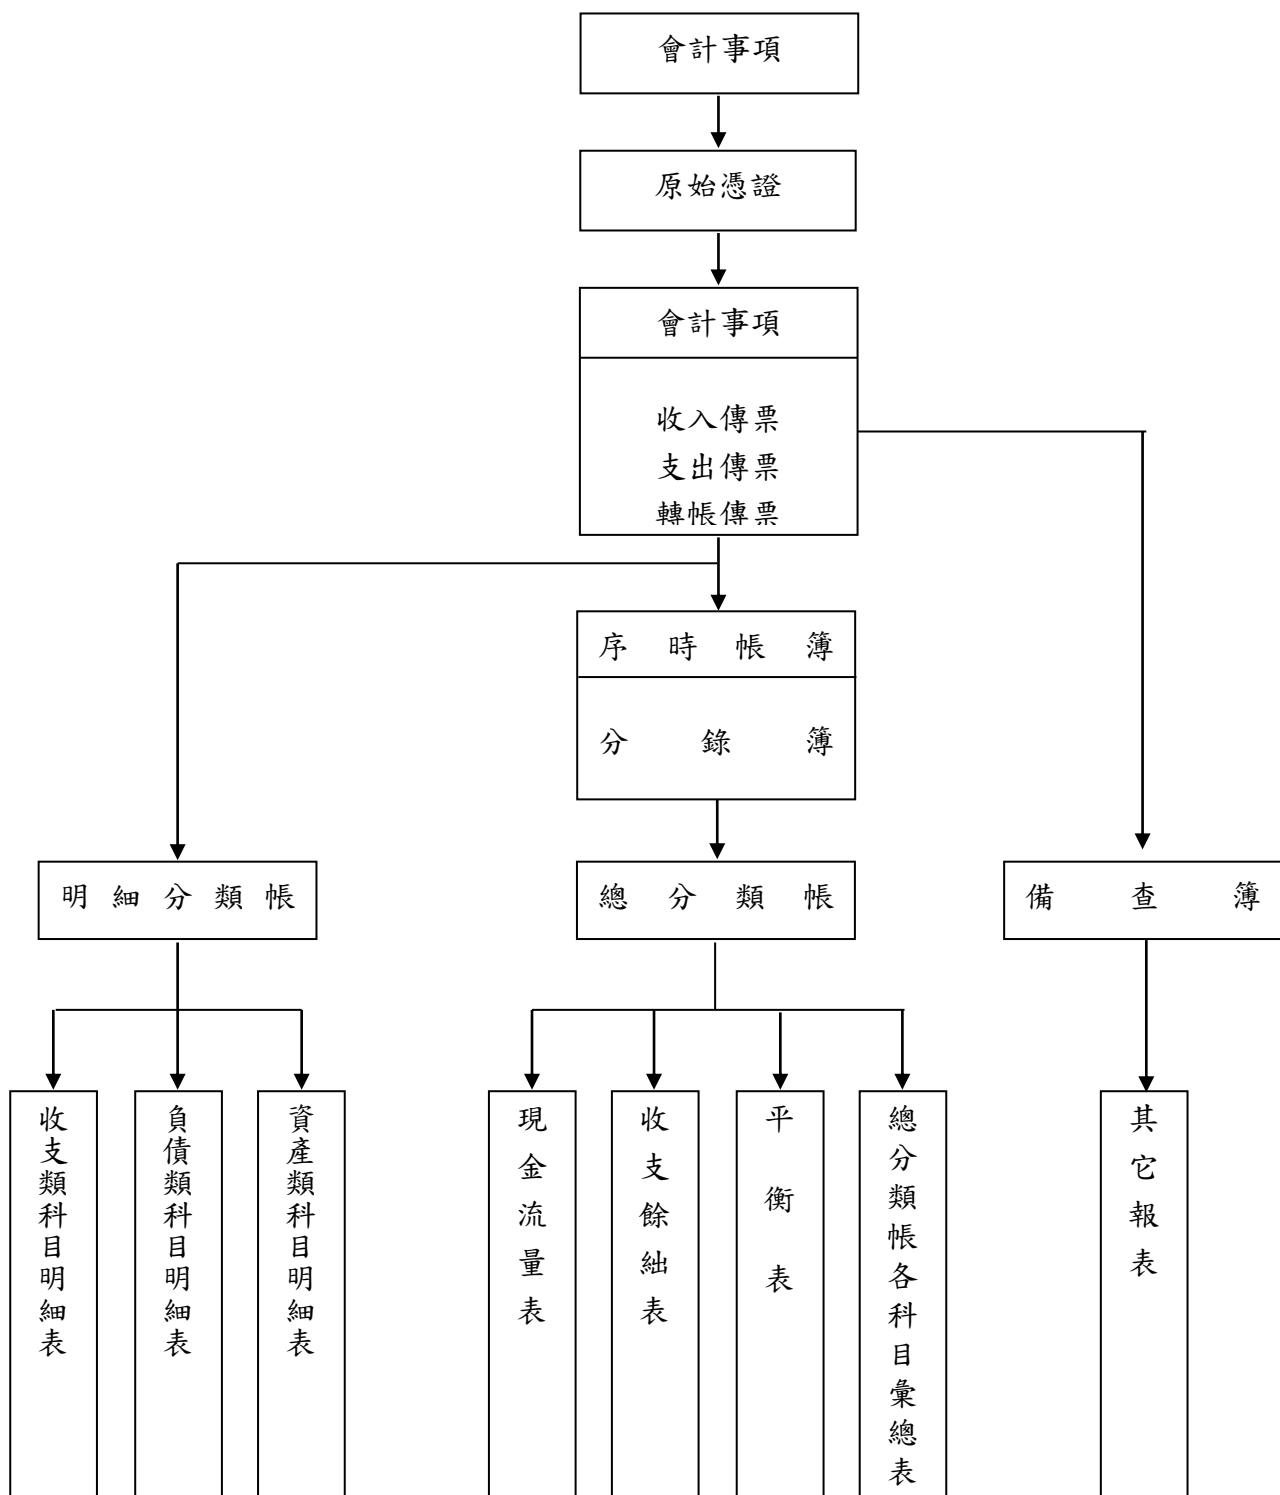 會計事項
原始憑證
會計事項
收入傳票
支出傳票
轉帳傳票
序時帳簿
分錄簿
明細分類帳
總分類帳
備查簿
收支類科目明細表
負債類科目明細表
資產類科目明細表
現金流量表
收支餘絀表
平衡表
總分類帳各科目彙總表
其它報表